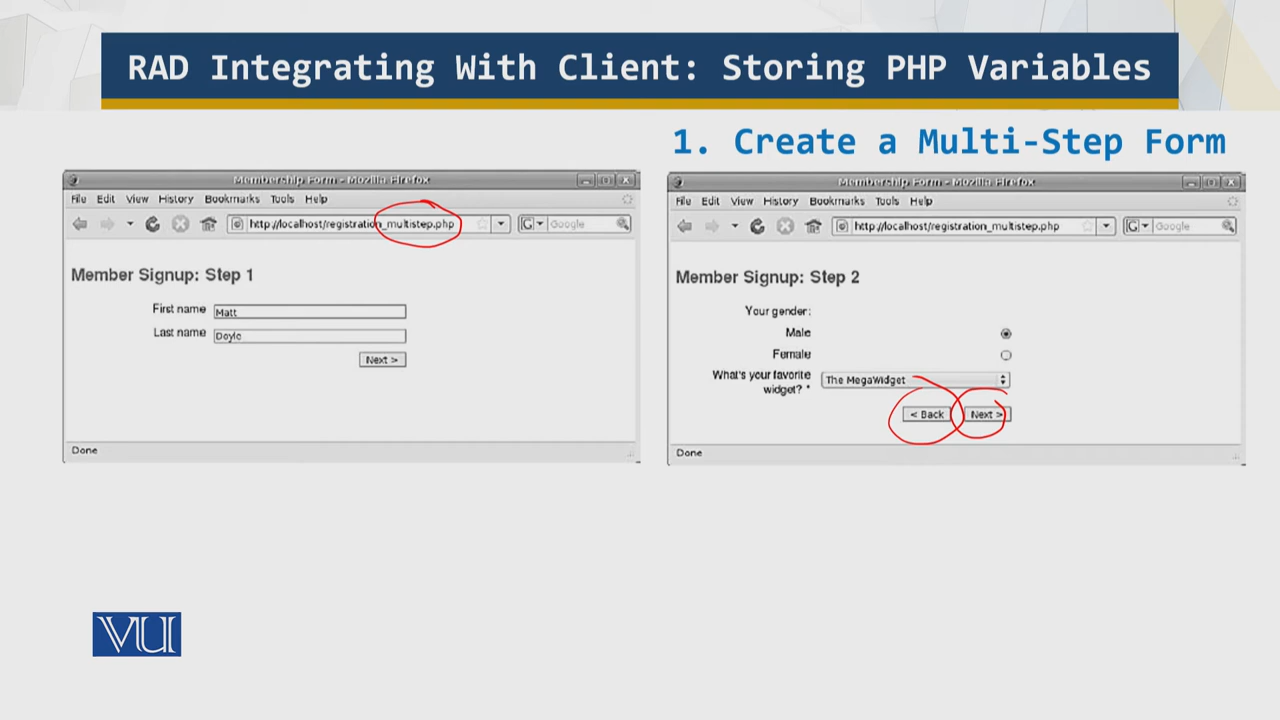 RAD Integrating With Client: Storing PHP Variables
1. Create a Multi-Step Form
Membership Form - Mozilla Firefox
File Edit View History Bookmarks Tools Help
http://localhost/registration_multistep.php
G Google
Member Signup: Step 1
First name Matt
Last name Doyle
Next >
Done
Membership Form - Mozilla Firefox
File Edit View History Bookmarks Tools Help
http://localhost/registration_multistep.php
G Google
Member Signup: Step 2
Your gender:
Male
Female
What's your favorite
widget? *
The MegaWidget
< Back Next >
Done
VU